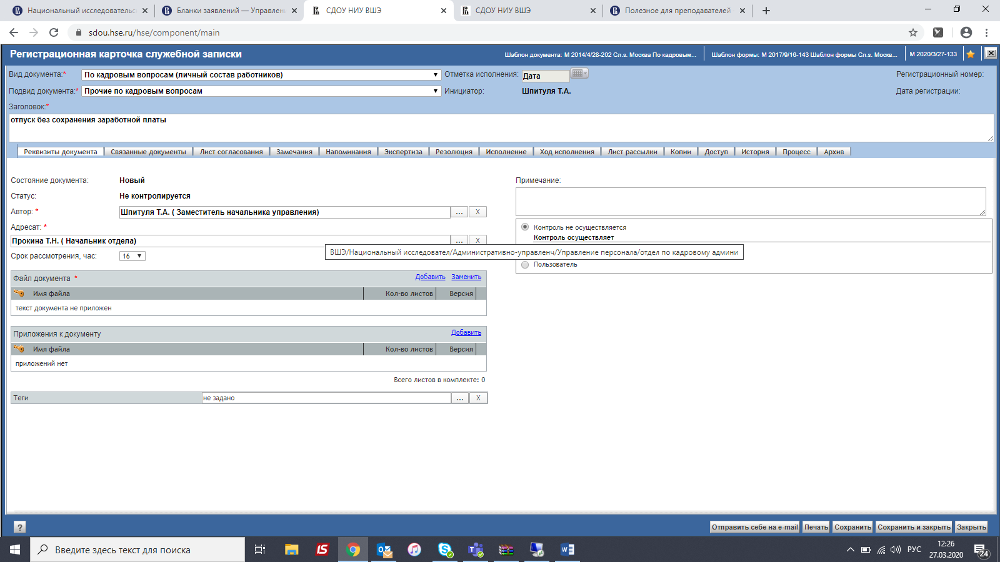 Национальный исследовательс
Бланки заявлений — Управлени
СДОУ НИУ ВШЭ
СДОУ НИУ ВШЭ
Полезное для преподавателей
sdou.hse.ru/hse/component/main
Регистрационная карточка служебной записки
Шаблон документа: М 2014/4/28-202 Сл.з. Москва По кадровым...
Шаблон формы: М 2017/9/16-143 Шаблон формы Сл.з. Москв...
М 2020/3/27-133
Вид документа:* По кадровым вопросам (личный состав работников)
Отметка исполнения: Дата
Регистрационный номер:
Подвид документа:* Прочие по кадровым вопросам
Инициатор: Шпитуля Т.А.
Дата регистрации:
Заголовок:*
отпуск без сохранения заработной платы
Реквизиты документа Связанные документы Лист согласования Замечания Напоминания Экспертиза Резолюция Исполнение Ход исполнения Лист рассылки Копии Доступ История Процесс Архив
Состояние документа: Новый
Примечание:
Статус: Не контролируется
Автор: * Шпитуля Т.А. ( Заместитель начальника управления) ... X
Адресат: *
Прокина Т.Н. ( Начальник отдела) ... X
Контроль не осуществляется
Контроль осуществляет
ВШЭ/Национальный исследовател/Административно-управленч/Управление персонала/отдел по кадровому админи
Срок рассмотрения, час: 16
Пользователь
Файл документа * Добавить Заменить
Имя файла Кол-во листов Версия
текст документа не приложен
Приложения к документу Добавить
Имя файла Кол-во листов Версия
приложений нет
Всего листов в комплекте: 0
Теги не задано ... X
? Отправить себе на e-mail Печать Сохранить Сохранить и закрыть Закрыть
Введите здесь текст для поиска
РУС
12:26
27.03.2020
24